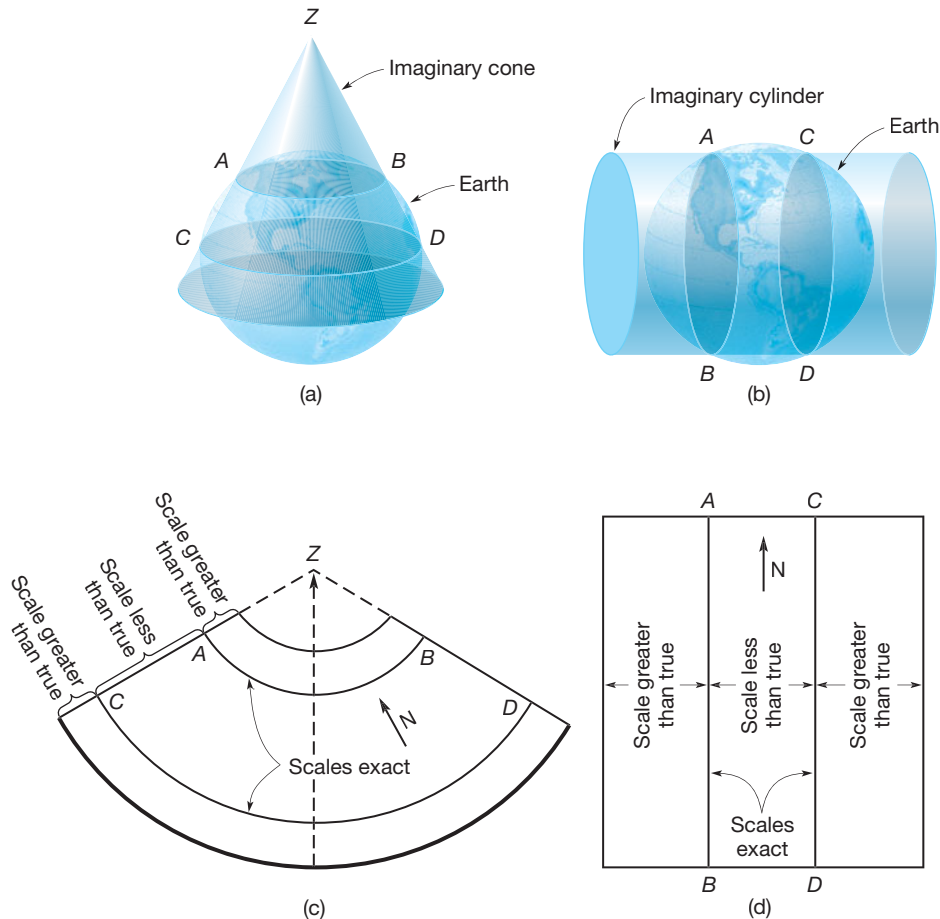 Z
Imaginary cone
A
B
Earth
C
D
(a)
Imaginary cylinder
A
C
Earth
B
D
(b)
Scale greater
than true
Scale less
than true
Scale greater
than true
Z
A
B
C
D
N
Scales exact
(c)
A
C
N
Scale greater
than true
Scale less
than true
Scale greater
than true
Scales
exact
B
D
(d)